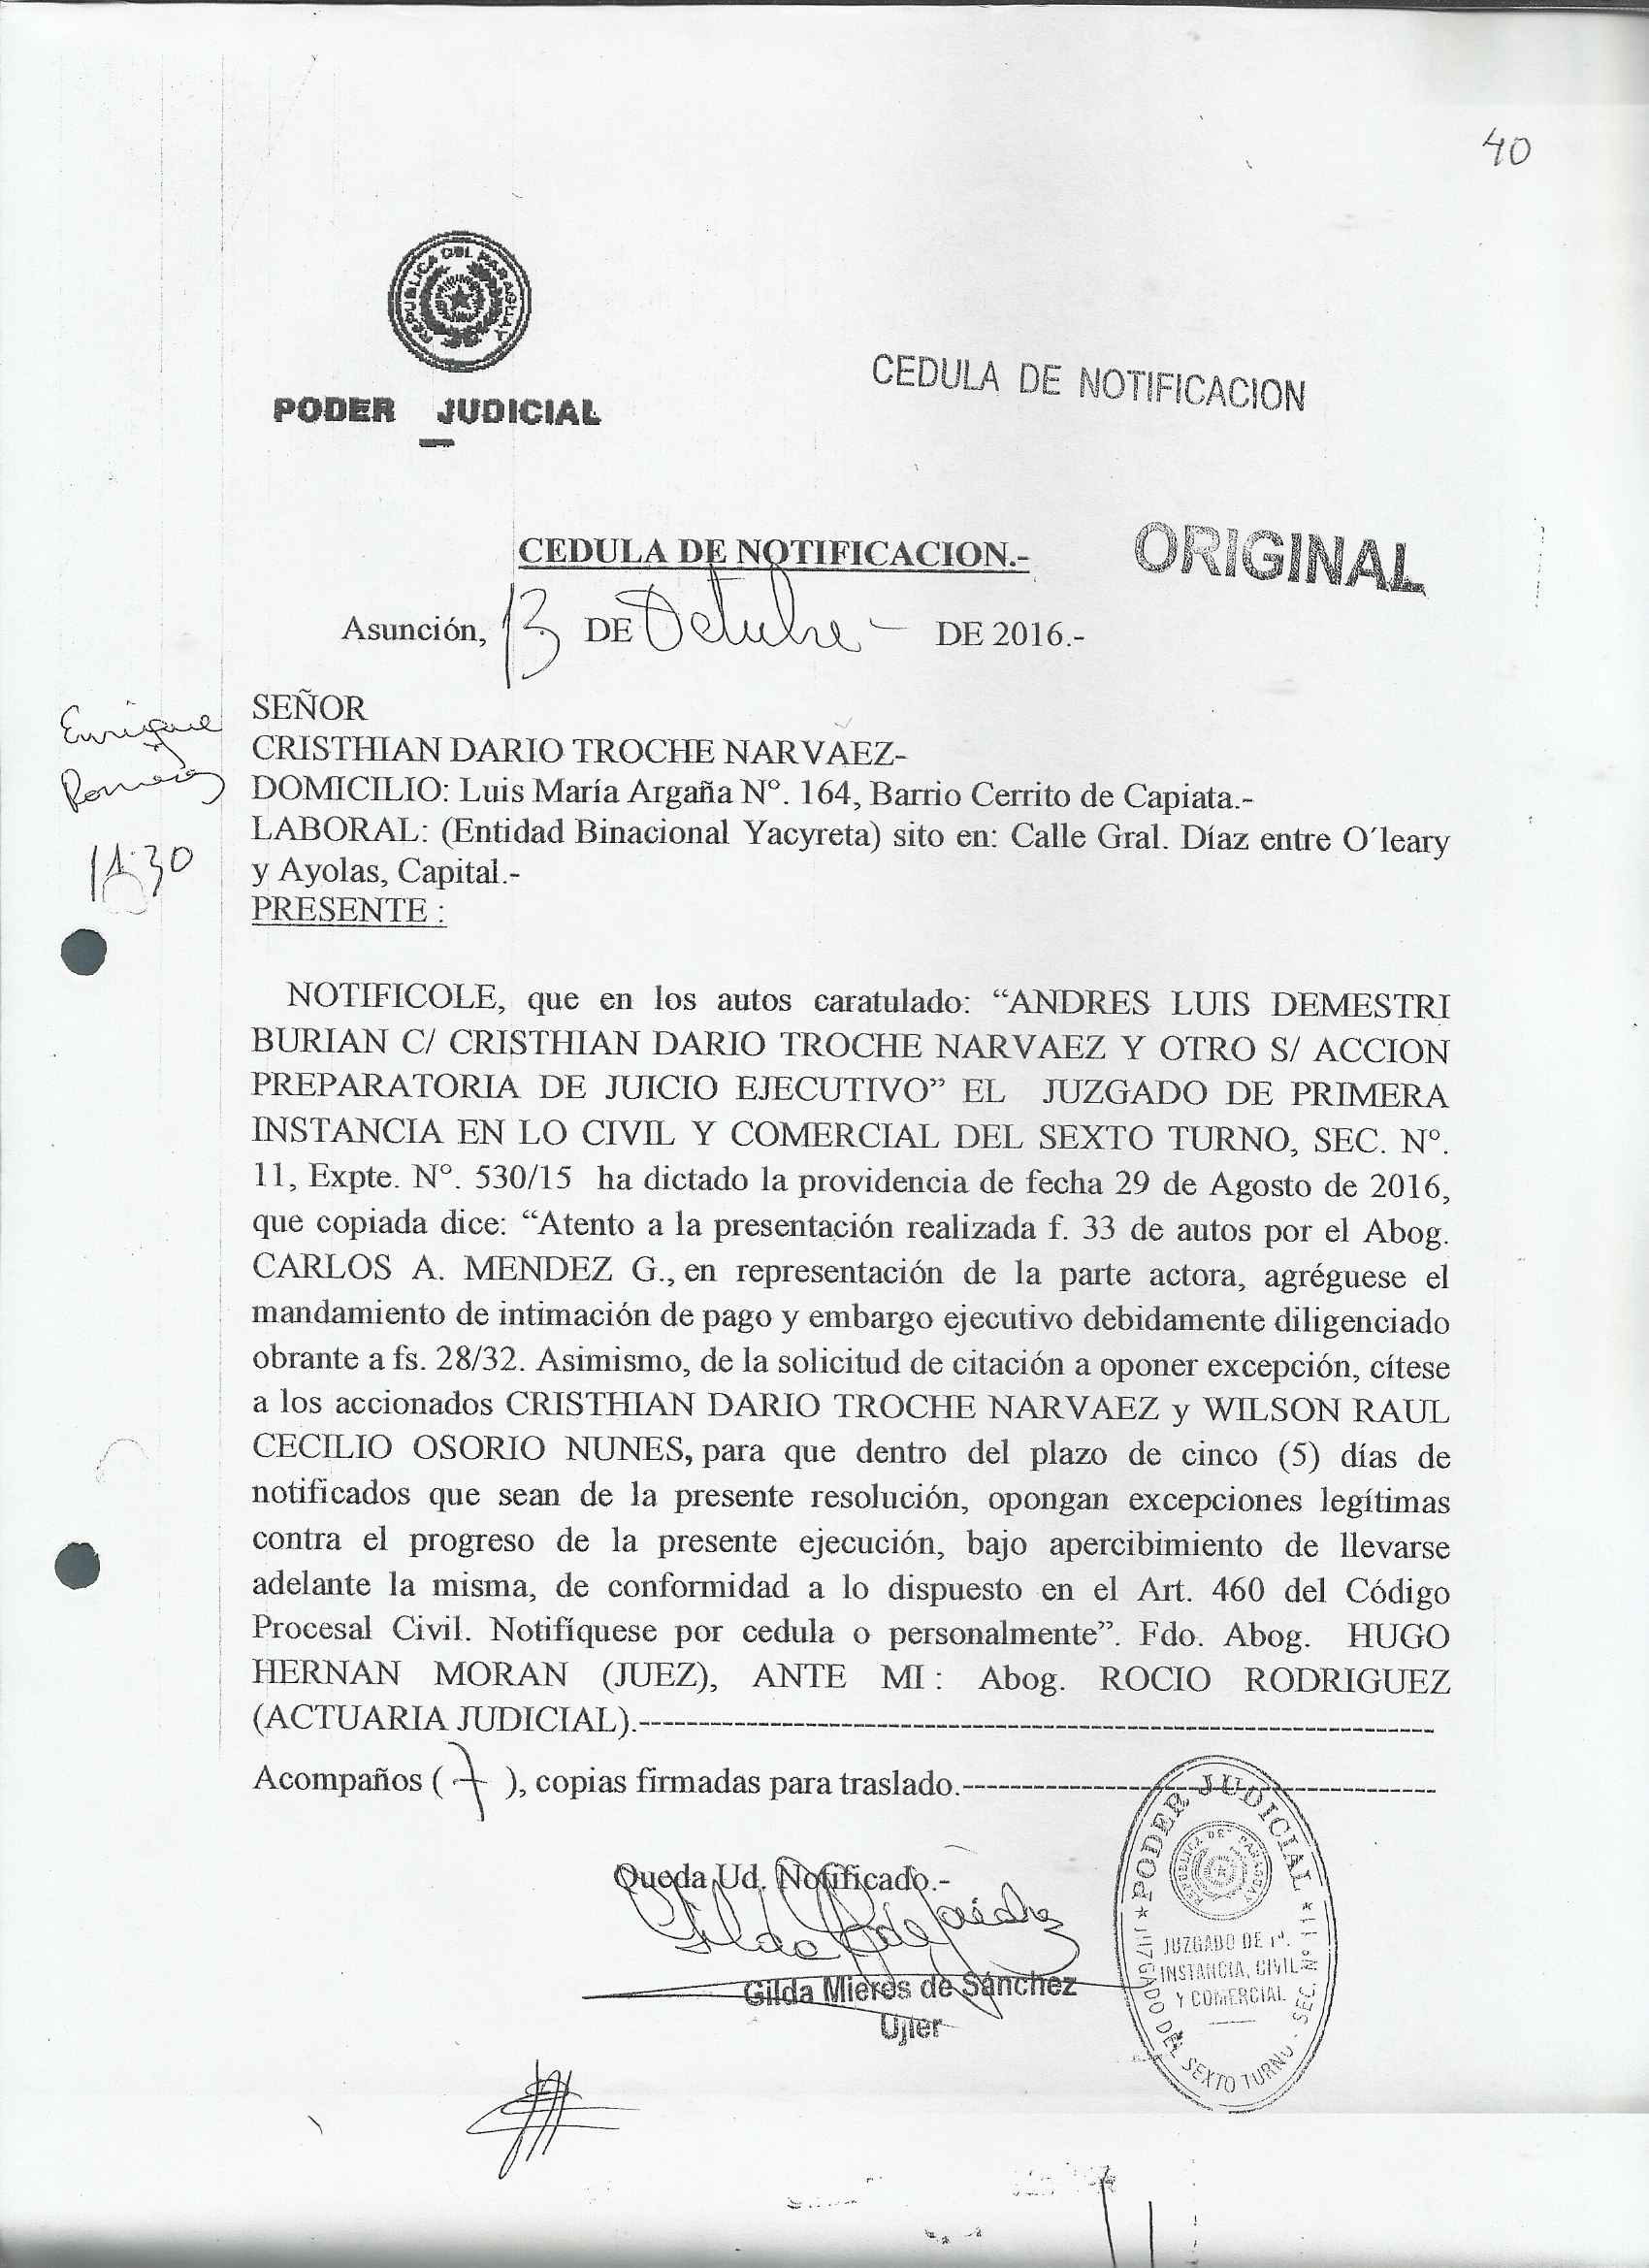 40
REPUBLICA DEL PARAGUAY
PODER JUDICIAL
CEDULA DE NOTIFICACION
ORIGINAL
CEDULA DE NOTIFICACION.-
Asunción, 13 DE Octubre - DE 2016.-
Enrique
11:30
SEÑOR
CRISTHIAN DARIO TROCHE NARVAEZ-
DOMICILIO: Luis María Argaña Nº. 164, Barrio Cerrito de Capiata.-
LABORAL: (Entidad Binacional Yacyreta) sito en: Calle Gral. Díaz entre O´leary
y Ayolas, Capital.-
PRESENTE :
NOTIFICOLE, que en los autos caratulado: “ANDRES LUIS DEMESTRI
BURIAN C/ CRISTHIAN DARIO TROCHE NARVAEZ Y OTRO S/ ACCION
PREPARATORIA DE JUICIO EJECUTIVO” EL JUZGADO DE PRIMERA
INSTANCIA EN LO CIVIL Y COMERCIAL DEL SEXTO TURNO, SEC. Nº.
11, Expte. Nº. 530/15 ha dictado la providencia de fecha 29 de Agosto de 2016,
que copiada dice: “Atento a la presentación realizada f. 33 de autos por el Abog.
CARLOS A. MENDEZ G., en representación de la parte actora, agréguese el
mandamiento de intimación de pago y embargo ejecutivo debidamente diligenciado
obrante a fs. 28/32. Asimismo, de la solicitud de citación a oponer excepción, cítese
a los accionados CRISTHIAN DARIO TROCHE NARVAEZ y WILSON RAUL
CECILIO OSORIO NUNES, para que dentro del plazo de cinco (5) días de
notificados que sean de la presente resolución, opongan excepciones legítimas
contra el progreso de la presente ejecución, bajo apercibimiento de llevarse
adelante la misma, de conformidad a lo dispuesto en el Art. 460 del Código
Procesal Civil. Notifíquese por cedula o personalmente”. Fdo. Abog. HUGO
HERNAN MORAN (JUEZ), ANTE MI : Abog. ROCIO RODRIGUEZ
(ACTUARIA JUDICIAL).-------------------------------------------------------------------
Acompaños ( 7 ), copias firmadas para traslado.----------------------------------------
Queda Ud. Notificado.-
Gilda Mieres de Sánchez
Ujier
PODER JUDICIAL
REPUBLICA DEL PARAGUAY
JUZGADO DE 1ª.
INSTANCIA, CIVIL
Y COMERCIAL
JUZGADO DEL SEXTO TURNO - SEC. Nº 11